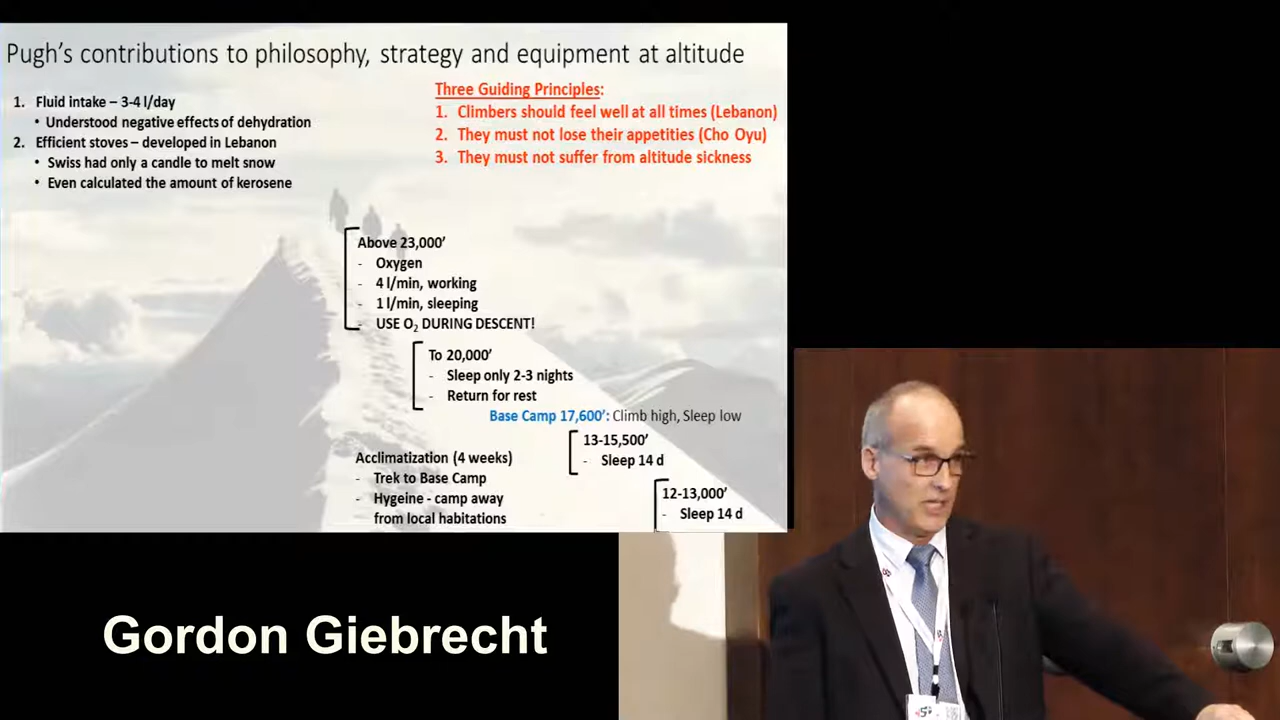 Pugh's contributions to philosophy, strategy and equipment at altitude
1. Fluid intake – 3-4 l/day
• Understood negative effects of dehydration
2. Efficient stoves – developed in Lebanon
• Swiss had only a candle to melt snow
• Even calculated the amount of kerosene
Three Guiding Principles:
1. Climbers should feel well at all times (Lebanon)
2. They must not lose their appetities (Cho Oyu)
3. They must not suffer from altitude sickness
Above 23,000'
- Oxygen
- 4 l/min, working
- 1 l/min, sleeping
- USE O₂ DURING DESCENT!
To 20,000'
- Sleep only 2-3 nights
- Return for rest
Base Camp 17,600': Climb high, Sleep low
13-15,500'
- Sleep 14 d
Acclimatization (4 weeks)
- Trek to Base Camp
- Hygeine - camp away
from local habitations
12-13,000'
- Sleep 14 d
Gordon Giebrecht